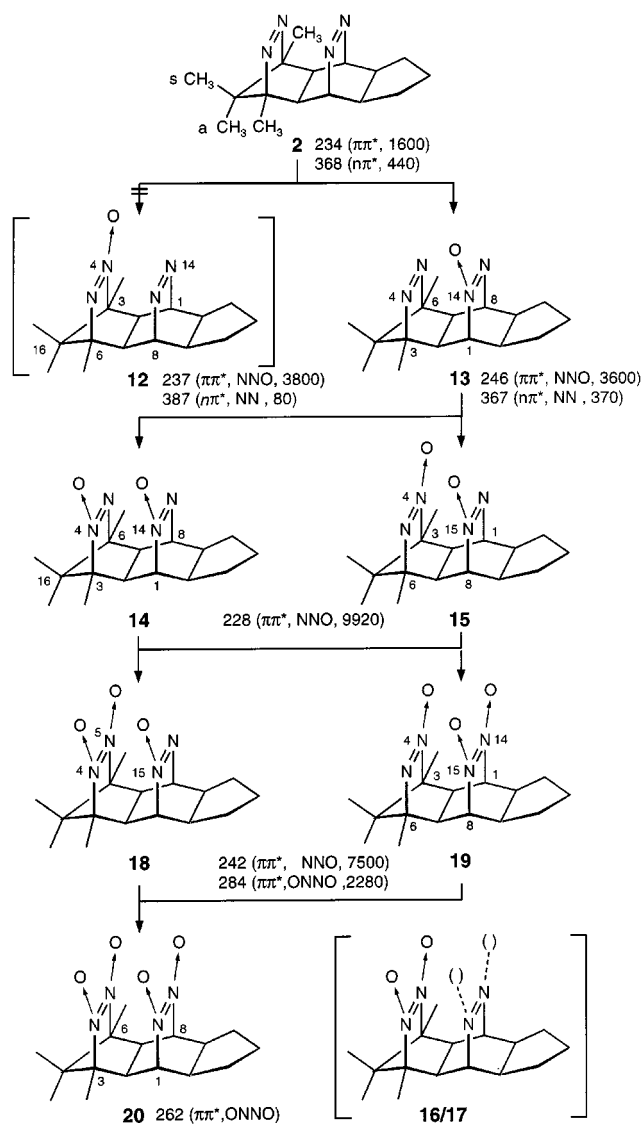 N N
N N CH₃
s CH₃
a CH₃ CH₃
2 234 (ππ*, 1600)
368 (nπ*, 440)
O
4 N N 14
N N
3 1
16 6 8
12 237 (ππ*, NNO, 3800)
387 (nπ*, NN , 80)
O
N N
4 N 14 N
6 8
3 1
13 246 (ππ*, NNO, 3600)
367 (nπ*, NN , 370)
O O
N N
4 N 14 N
6 8
16 3 1
14
O
4 N O N
N 15 N
3 1
6 8
15
228 (ππ*, NNO, 9920)
O
O 5 N O N
4 N 15 N
18
O O
4 N O N 14
N 15 N
3 1
6 8
19
242 (ππ*, NNO, 7500)
284 (ππ*,ONNO ,2280)
O O
O N O N
N N
6 8
3 1
20 262 (ππ*,ONNO)
O ( )
O N ( ) N
N N
16/17